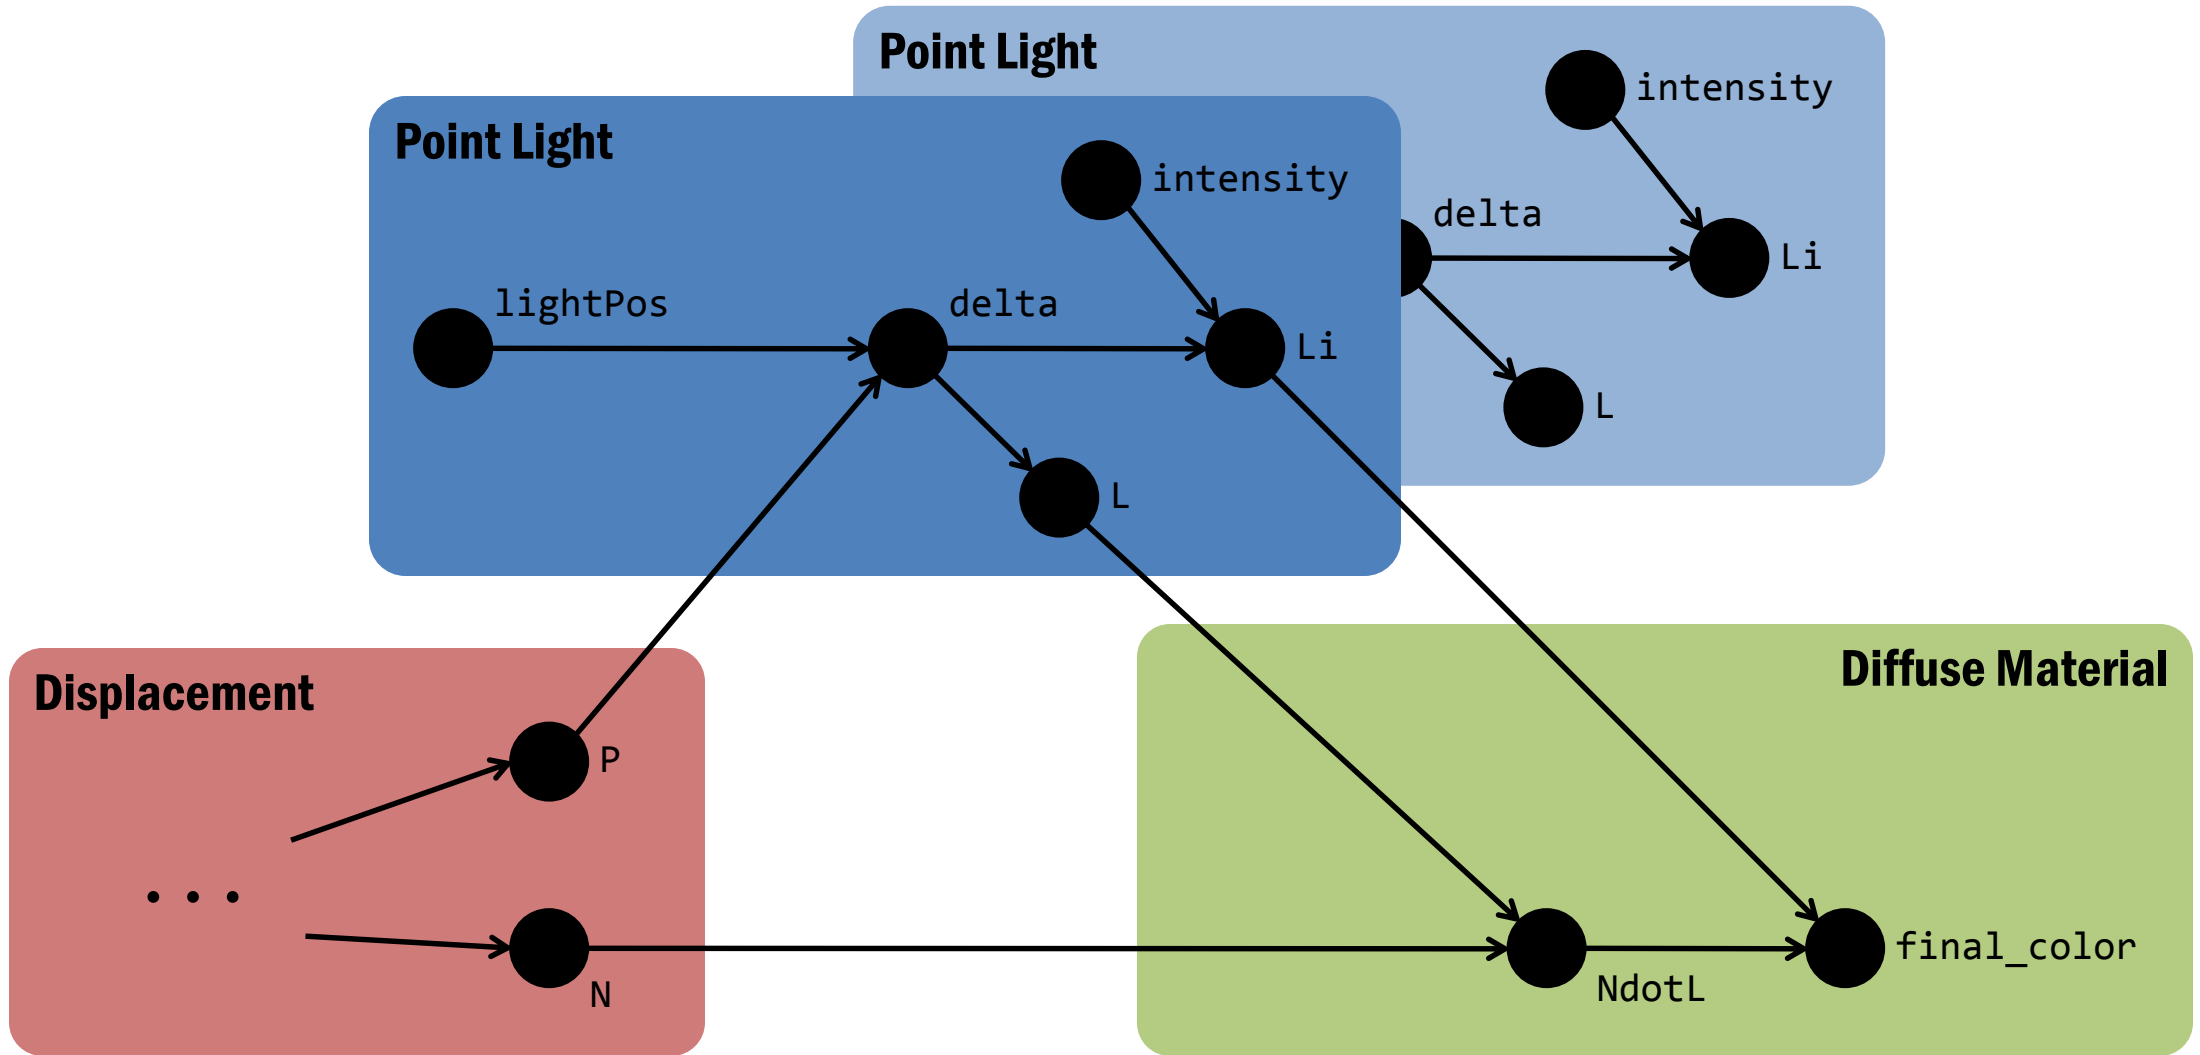 Point Light
intensity
delta
Li
L
Point Light
intensity
lightPos
delta
Li
L
Displacement
P
...
N
Diffuse Material
NdotL
final_color